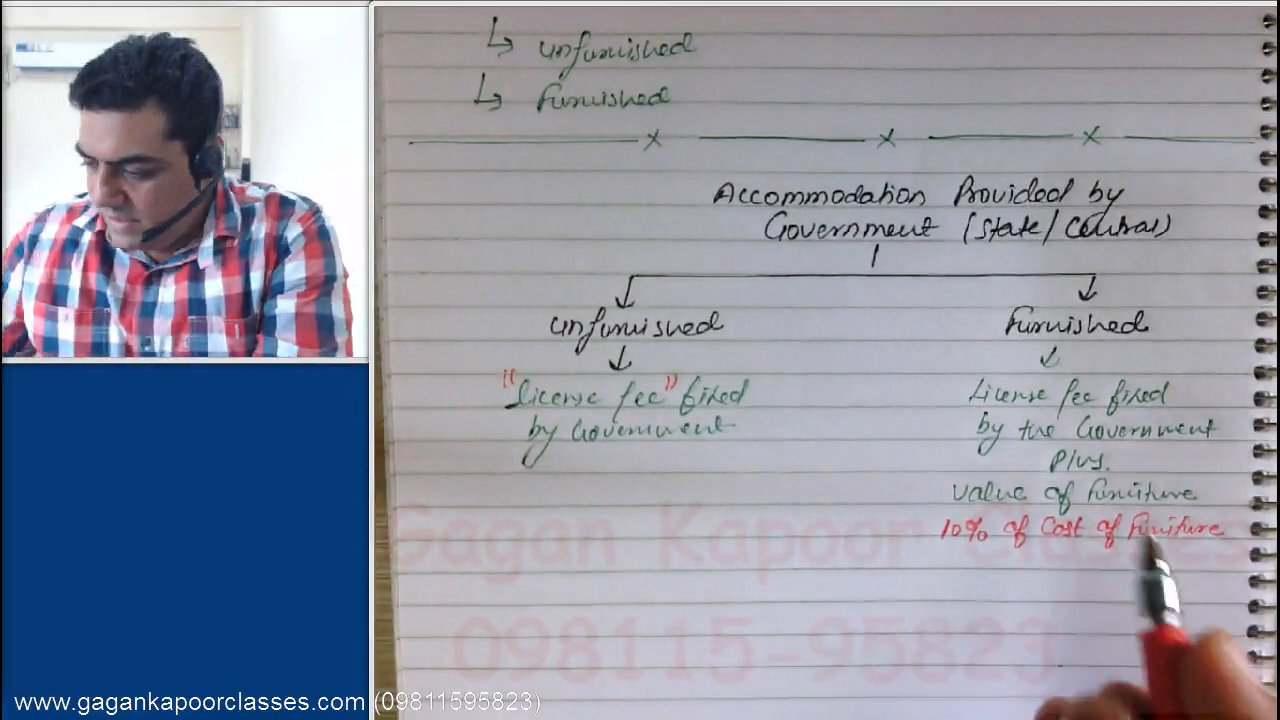 ↳ unfurnished
↳ Furnished
Accommodation Provided by
Government (State/Central)
unfurnished
Furnished
"license fee" fixed
by Government
License fee fixed
by the Government
Plus.
Value of Furniture
10% of Cost of Furniture
Gagan Kapoor Classes
098115-95823
www.gagankapoorclasses.com (09811595823)